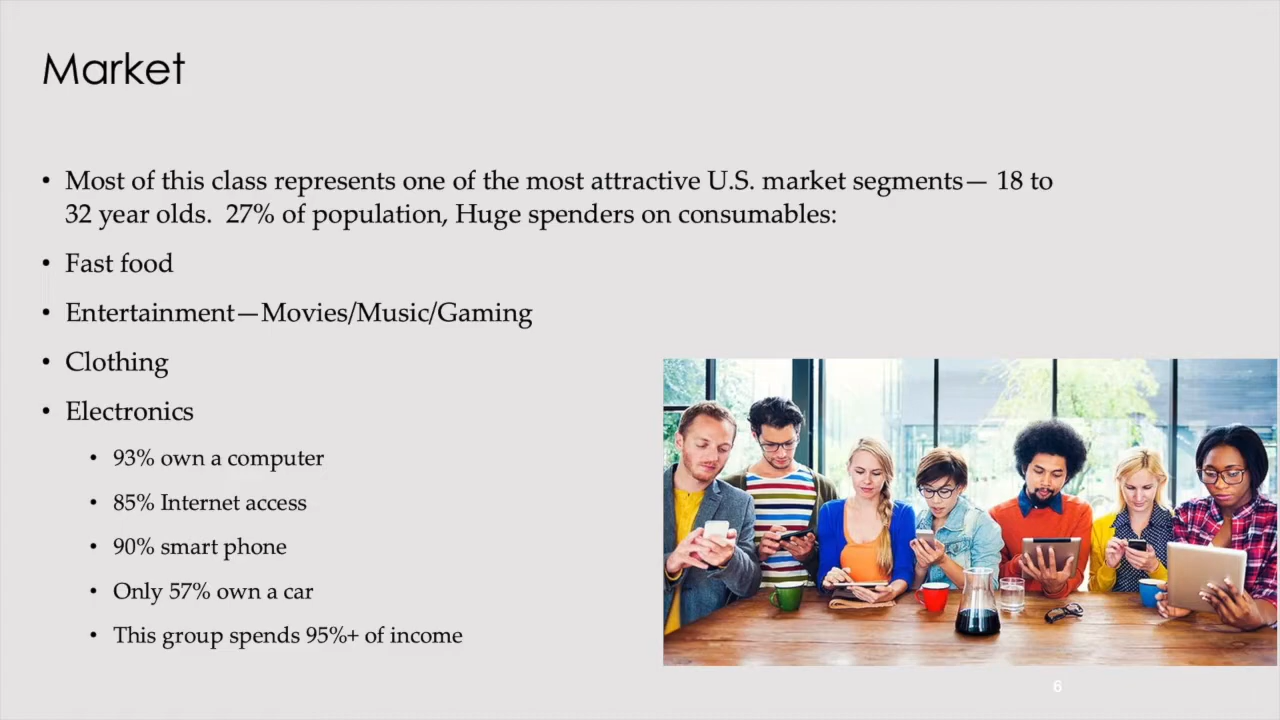 Market
• Most of this class represents one of the most attractive U.S. market segments— 18 to
32 year olds.  27% of population, Huge spenders on consumables:
• Fast food
• Entertainment—Movies/Music/Gaming
• Clothing
• Electronics
• 93% own a computer
• 85% Internet access
• 90% smart phone
• Only 57% own a car
• This group spends 95%+ of income
6